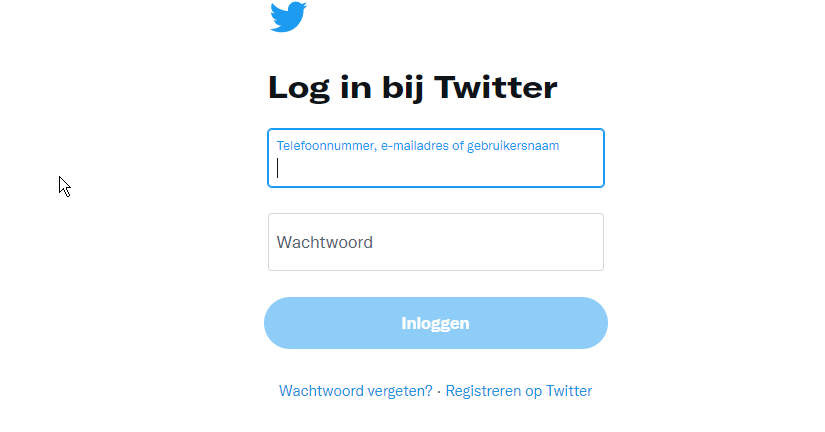 Log in bij Twitter
Telefoonnummer, e-mailadres of gebruikersnaam
Wachtwoord
Inloggen
Wachtwoord vergeten? · Registreren op Twitter